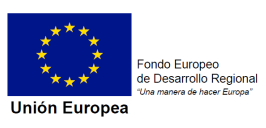 Fondo Europeo
de Desarrollo Regional
"Una manera de hacer Europa"
Unión Europea